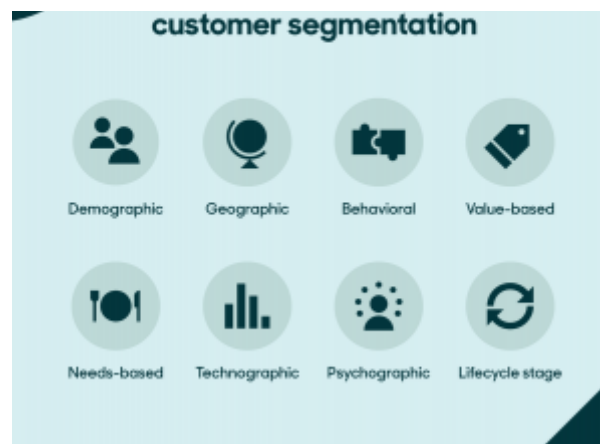 customer segmentation
Demographic Geographic Behavioral Value-based
Needs-based Technographic Psychographic Lifecycle stage